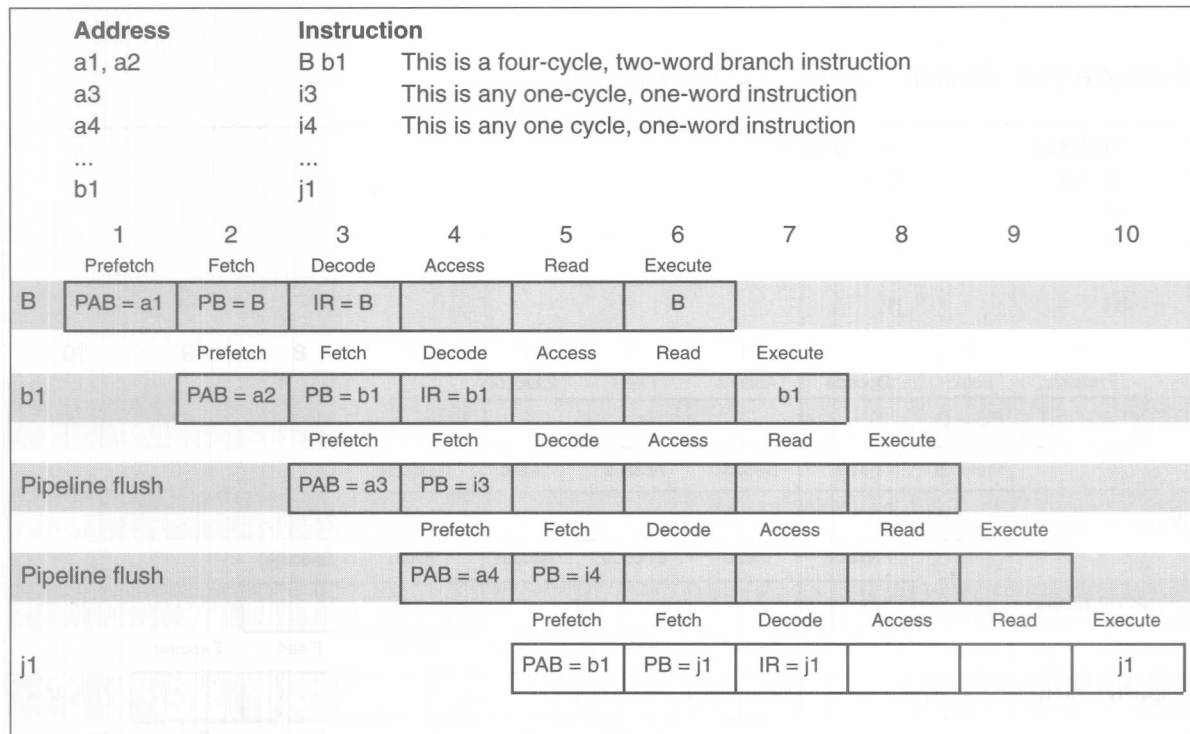 Address Instruction
a1, a2 B b1 This is a four-cycle, two-word branch instruction
a3 i3 This is any one-cycle, one-word instruction
a4 i4 This is any one cycle, one-word instruction
... ...
b1 j1
1 2 3 4 5 6 7 8 9 10
Prefetch Fetch Decode Access Read Execute
B PAB = a1 PB = B IR = B B
Prefetch Fetch Decode Access Read Execute
b1 PAB = a2 PB = b1 IR = b1 b1
Prefetch Fetch Decode Access Read Execute
Pipeline flush PAB = a3 PB = i3
Prefetch Fetch Decode Access Read Execute
Pipeline flush PAB = a4 PB = i4
Prefetch Fetch Decode Access Read Execute
j1 PAB = b1 PB = j1 IR = j1 j1